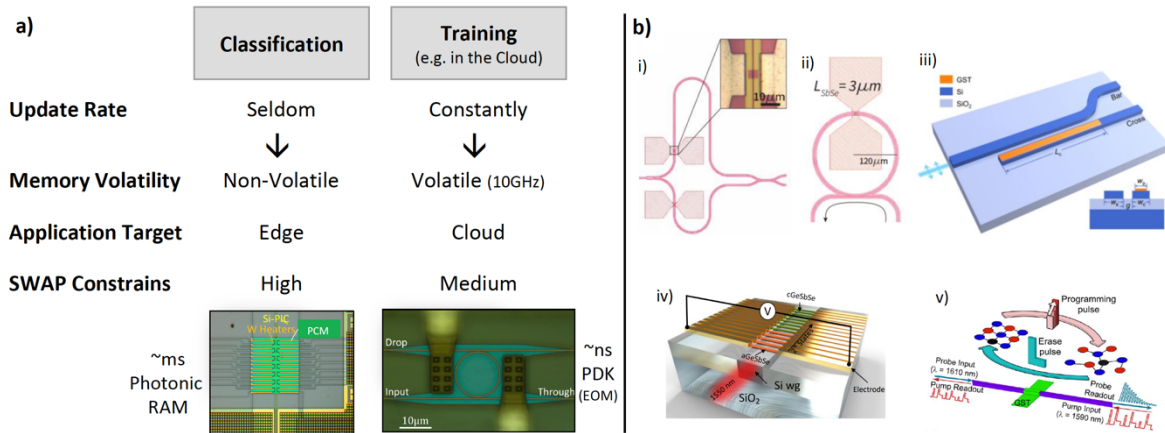 a)
Classification
Training
(e.g. in the Cloud)
Update Rate
Seldom
Constantly
Memory Volatility
Non-Volatile
Volatile (10GHz)
Application Target
Edge
Cloud
SWAP Constrains
High
Medium
~ms
Photonic
RAM
Si-PIC
W Heaters
PCM
Drop
Input
Through
10μm
~ns
PDK
(EOM)
b)
i)
10μm
ii)
L_SbSe = 3μm
120μm
iii)
GST
Si
SiO₂
Bar
Cross
L_c
g
iv)
cGeSbSe
V
aGeSbSe
1550 nm
Si wg
SiO₂
Electrode
v)
Programming
pulse
Erase
pulse
Probe Input
(λ = 1610 nm)
Pump Readout
GST
Probe
Readout
Pump Input
(λ = 1590 nm)